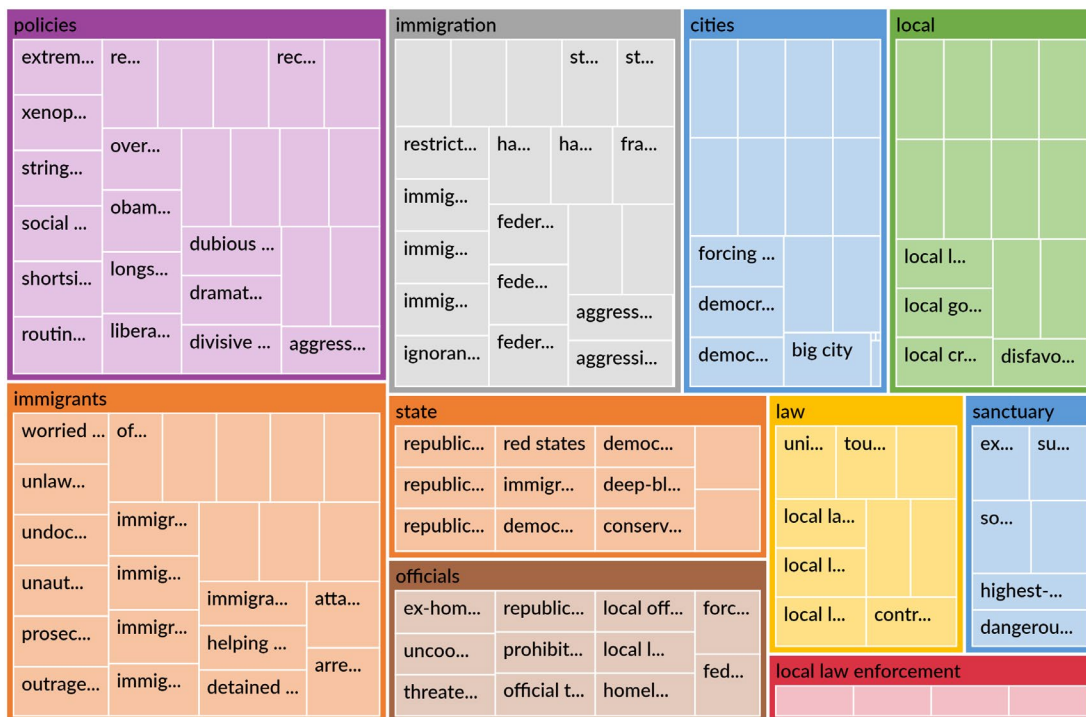 policies
extrem...
re...
rec...
xenop...
over...
string...
obam...
social ...
dubious ...
longs...
shortsi...
dramat...
routin...
libera...
divisive ...
aggress...
immigration
st...
st...
restrict...
ha...
ha...
fra...
immig...
feder...
immig...
fede...
immig...
aggress...
feder...
ignoran...
aggressi...
cities
forcing ...
democr...
democ...
big city
local
local l...
local go...
local cr...
disfavo...
immigrants
worried ...
of...
unlaw...
immigr...
undoc...
immig...
unaut...
immigra...
atta...
prosec...
immigr...
helping ...
arre...
outrage...
immig...
detained ...
state
republic...
red states
democ...
republic...
immigr...
deep-bl...
republic...
democ...
conserv...
law
uni...
tou...
local la...
local l...
local l...
contr...
sanctuary
ex...
su...
so...
highest-...
dangerou...
officials
ex-hom...
republic...
local off...
forc...
uncoo...
prohibit...
local l...
fed...
threate...
official t...
homel...
local law enforcement